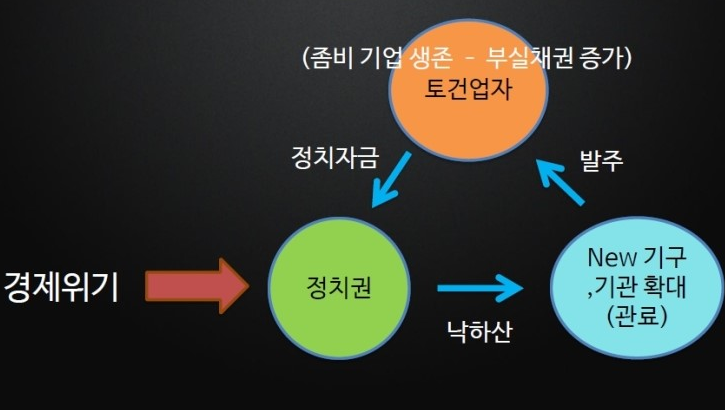 (좀비 기업 생존 - 부실채권 증가)
토건업자
정치자금
발주
경제위기
정치권
New 기구
,기관 확대
(관료)
낙하산